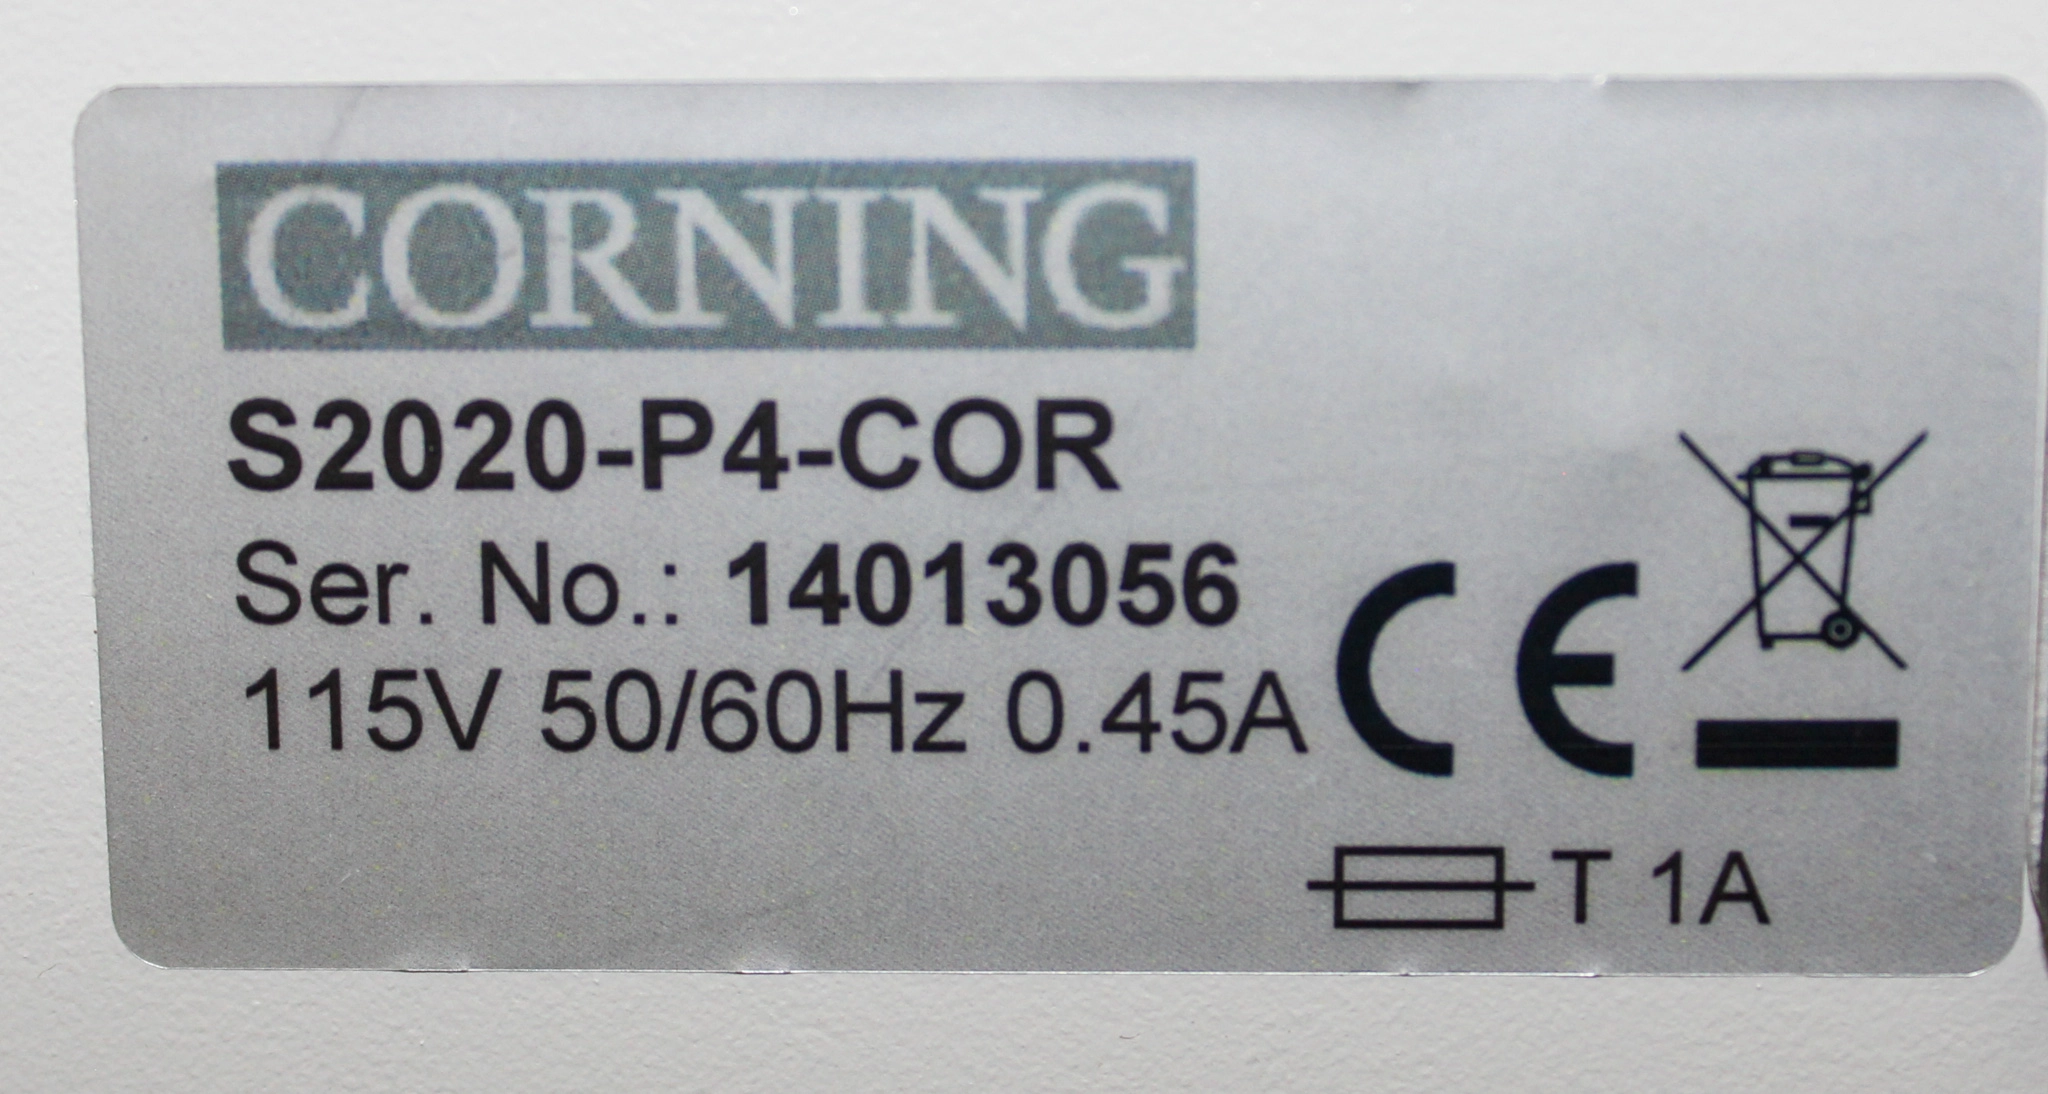 CORNING
S2020-P4-COR
Ser. No.: 14013056
115V 50/60Hz 0.45A
CE
T 1A